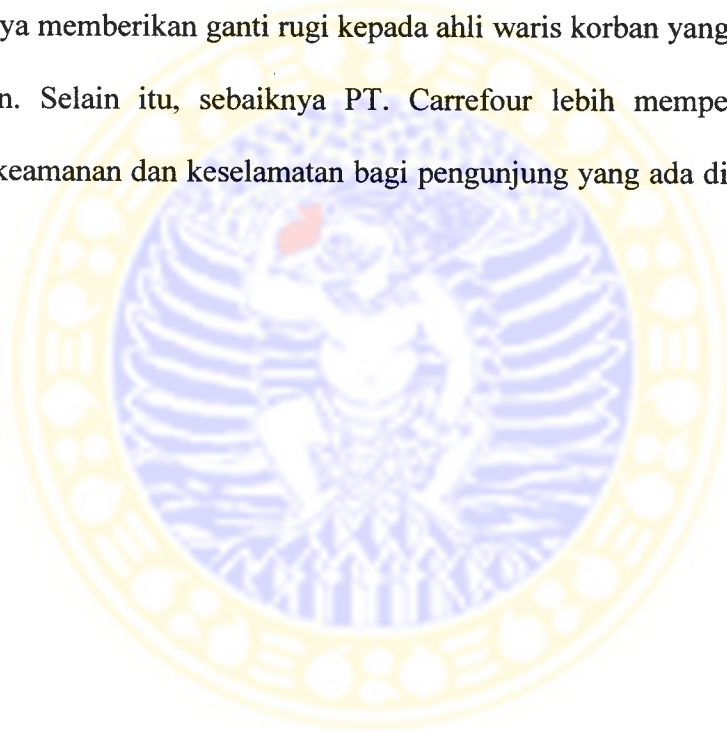 ya memberikan ganti rugi kepada ahli waris korban yang
n. Selain itu, sebaiknya PT. Carrefour lebih mempe
keamanan dan keselamatan bagi pengunjung yang ada di